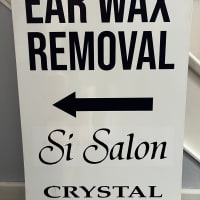 EAR WAX
REMOVAL
Si Salon
CRYSTAL